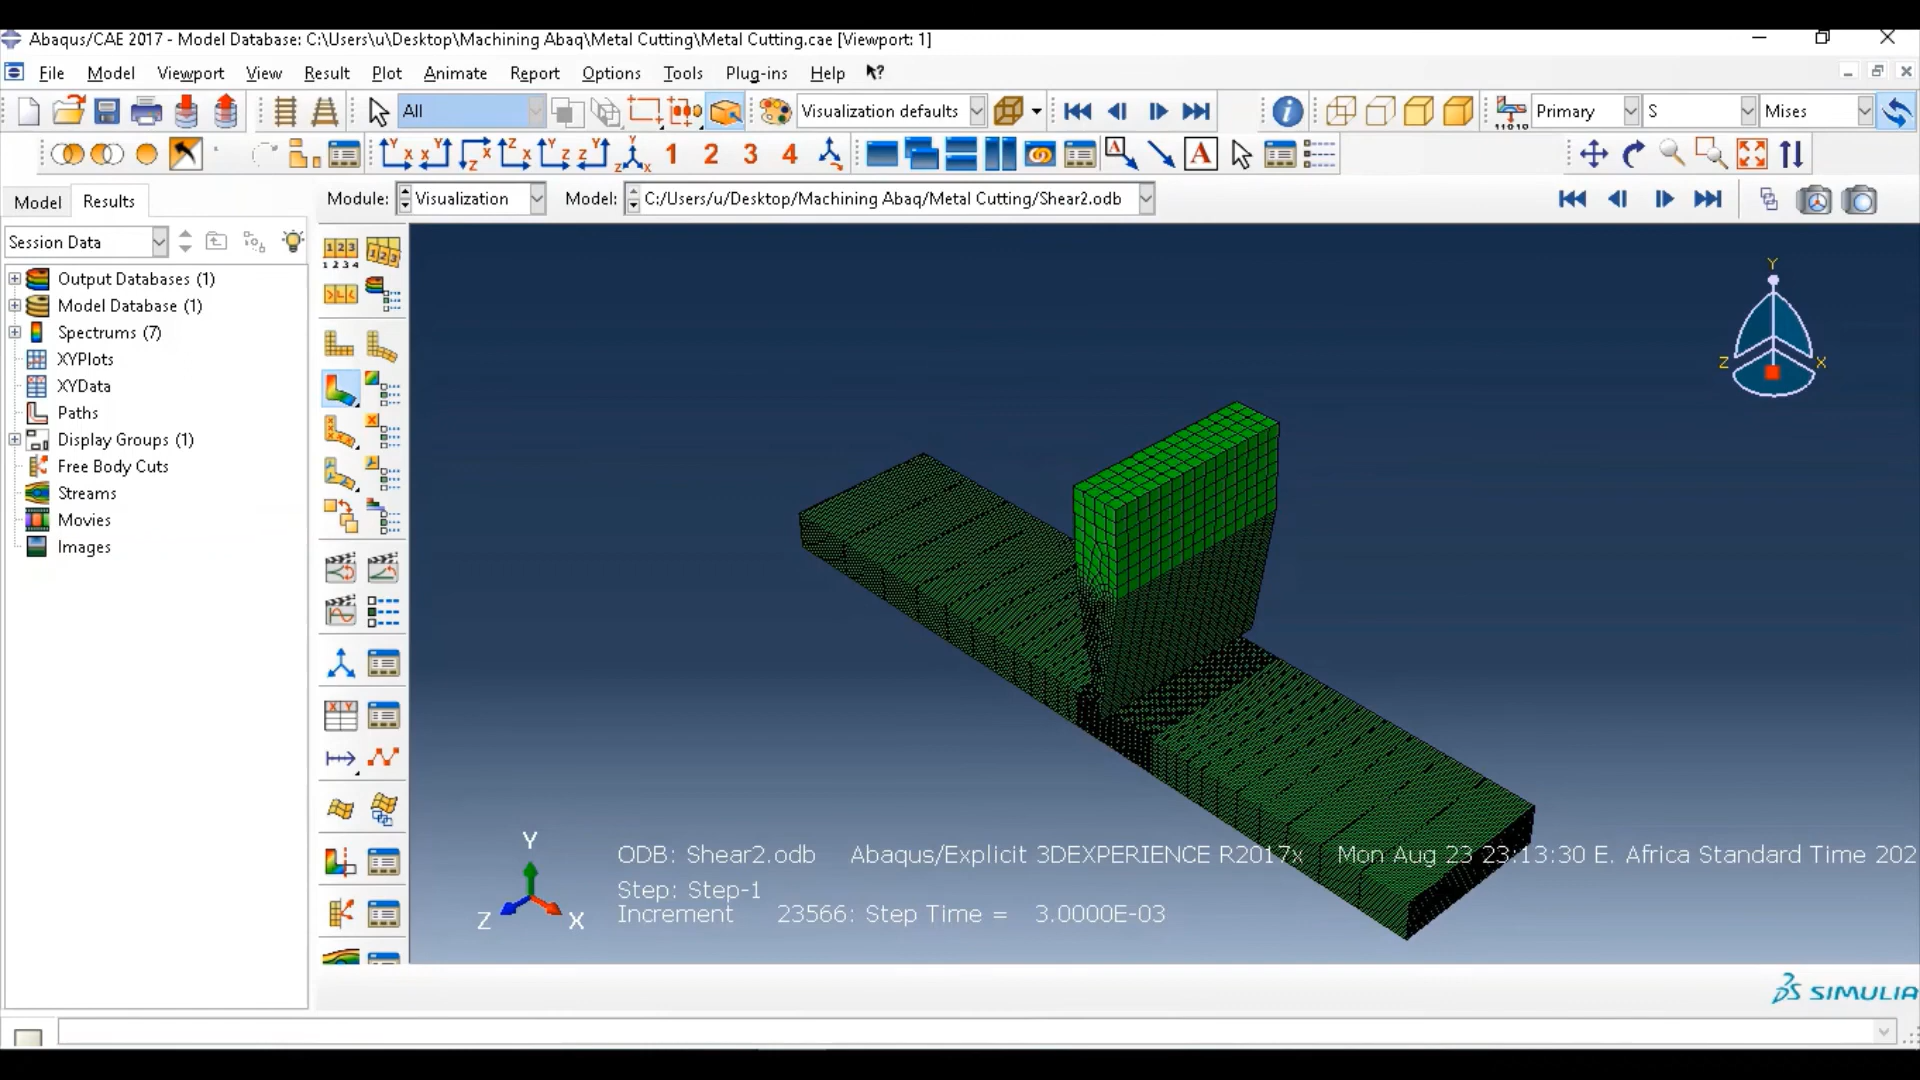 Abaqus/CAE 2017 - Model Database: C:\Users\u\Desktop\Machining Abaq\Metal Cutting\Metal Cutting.cae [Viewport: 1]
File Model Viewport View Result Plot Animate Report Options Tools Plug-ins Help
All Visualization defaults Primary S Mises
1 2 3 4 A
Model Results Module: Visualization Model: C:/Users/u/Desktop/Machining Abaq/Metal Cutting/Shear2.odb
Session Data
Output Databases (1)
Model Database (1)
Spectrums (7)
XYPlots
XYData
Paths
Display Groups (1)
Free Body Cuts
Streams
Movies
Images
Y
Z X
Y
Z X
ODB: Shear2.odb Abaqus/Explicit 3DEXPERIENCE R2017x Mon Aug 23 23:13:30 E. Africa Standard Time 202
Step: Step-1
Increment 23566: Step Time = 3.0000E-03
SIMULIA